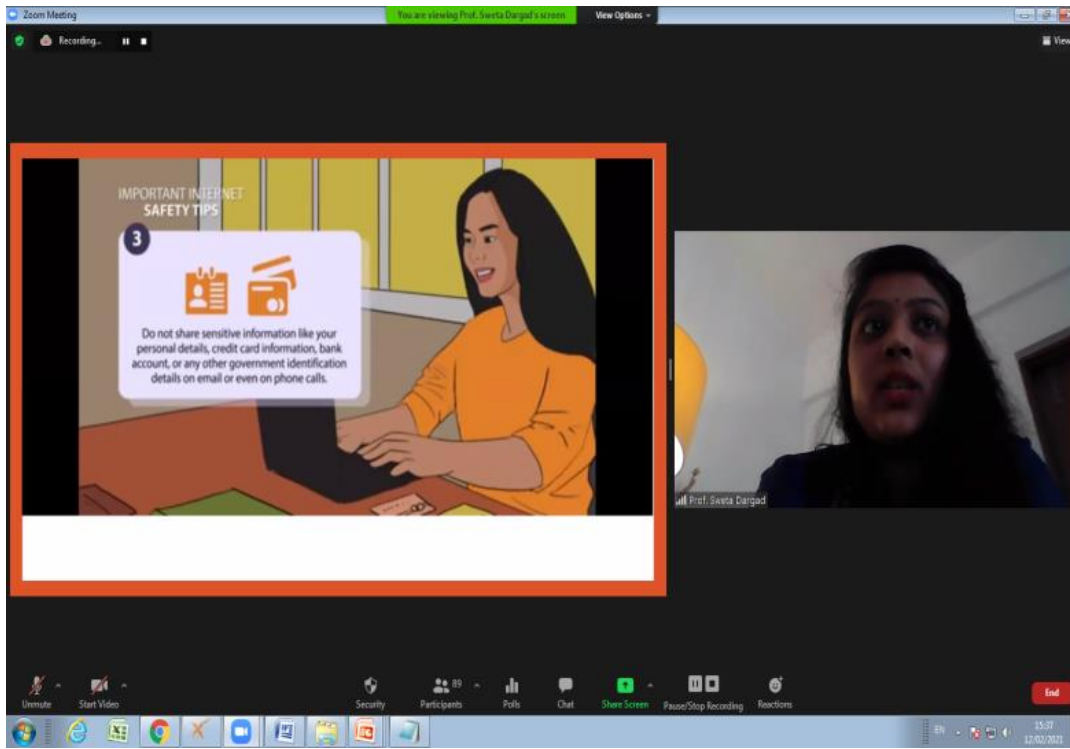 Zoom Meeting
You are viewing Prof. Sweta Dargad's screen
View Options
Recording...
View
IMPORTANT INTERNET
SAFETY TIPS
3
Do not share sensitive information like your
personal details, credit card information, bank
account, or any other government identification
details on email or even on phone calls.
Prof. Sweta Dargad
Unmute
Start Video
Security
Participants
89
Polls
Chat
Share Screen
Pause/Stop Recording
Reactions
End
EN
15:37
12/02/2021